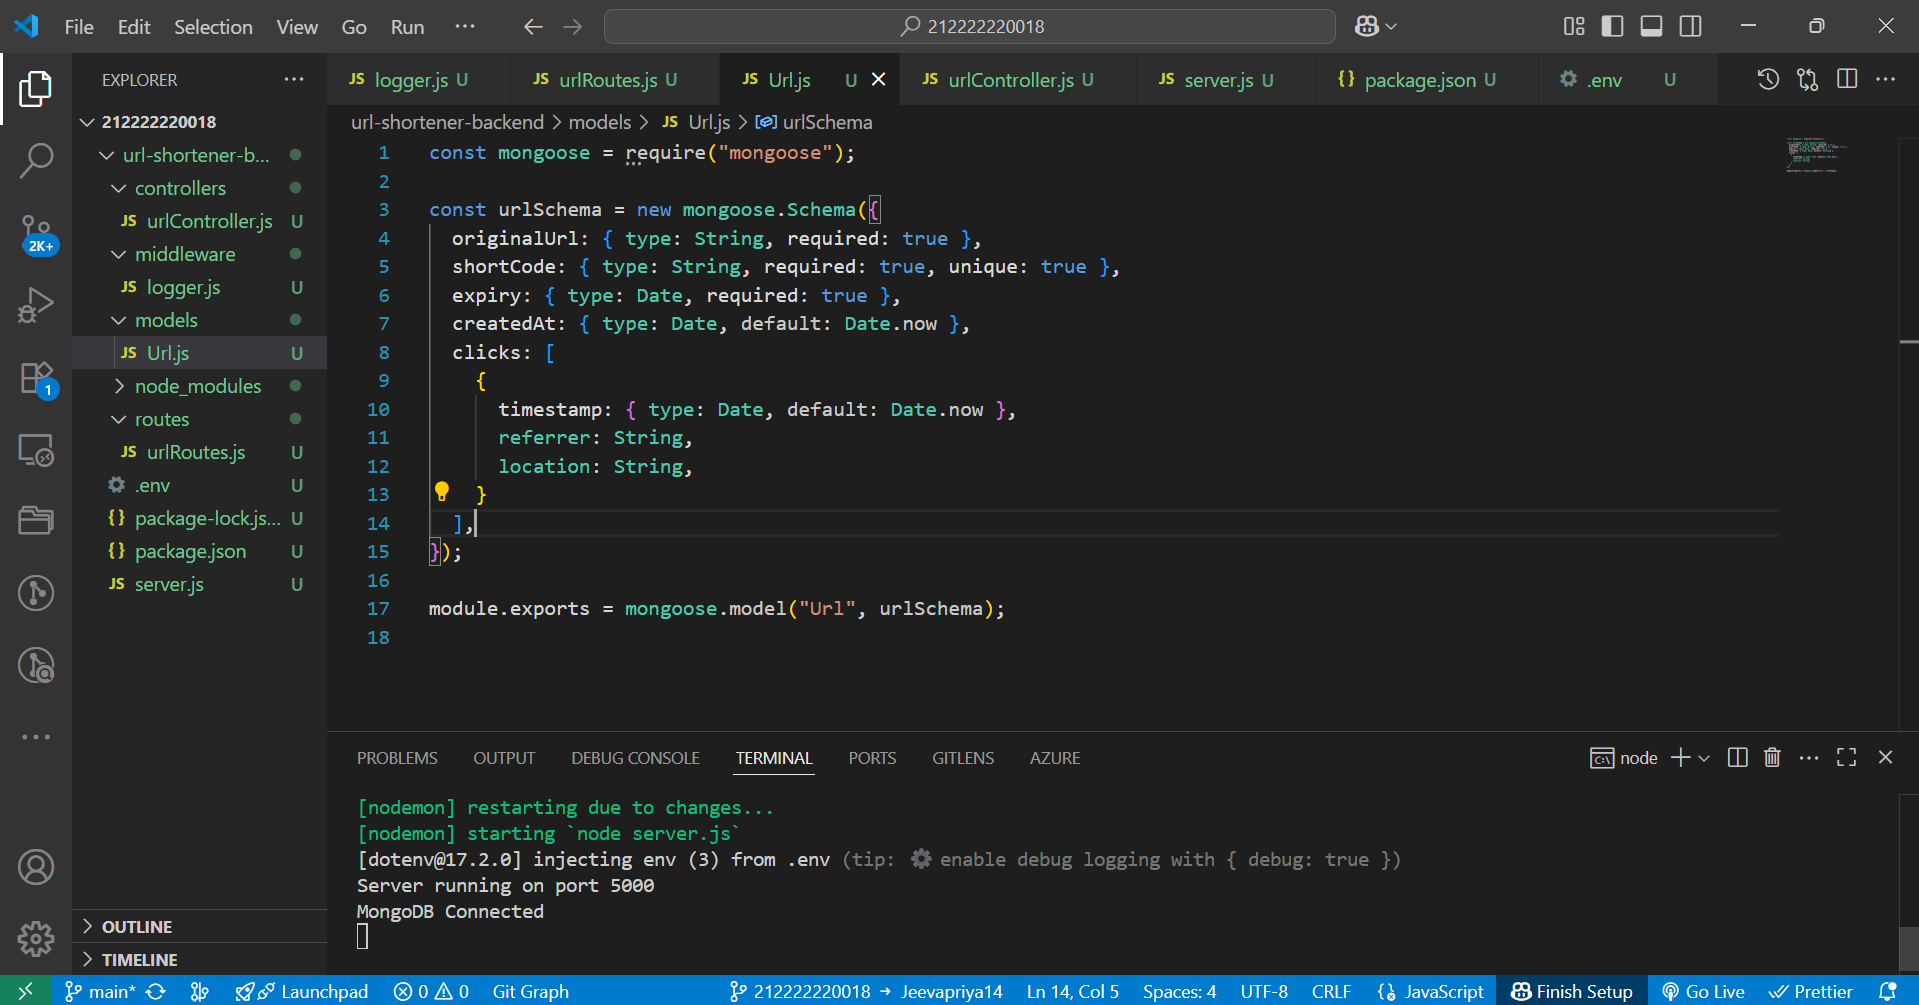 File Edit Selection View Go Run ··· 212222220018
EXPLORER ···
212222220018
url-shortener-b...
controllers
JS urlController.js U
middleware
JS logger.js U
models
JS Url.js U
node_modules
routes
JS urlRoutes.js U
.env U
{} package-lock.js... U
{} package.json U
JS server.js U
OUTLINE
TIMELINE
2K+
1
JS logger.js U JS urlRoutes.js U JS Url.js U JS urlController.js U JS server.js U {} package.json U .env U
url-shortener-backend > models > JS Url.js > urlSchema
1 const mongoose = require("mongoose");
2
3 const urlSchema = new mongoose.Schema({
4 originalUrl: { type: String, required: true },
5 shortCode: { type: String, required: true, unique: true },
6 expiry: { type: Date, required: true },
7 createdAt: { type: Date, default: Date.now },
8 clicks: [
9 {
10 timestamp: { type: Date, default: Date.now },
11 referrer: String,
12 location: String,
13 }
14 ],
15 });
16
17 module.exports = mongoose.model("Url", urlSchema);
18
PROBLEMS OUTPUT DEBUG CONSOLE TERMINAL PORTS GITLENS AZURE node
[nodemon] restarting due to changes...
[nodemon] starting `node server.js`
[dotenv@17.2.0] injecting env (3) from .env (tip: ⚙ enable debug logging with { debug: true })
Server running on port 5000
MongoDB Connected
main* Launchpad 0 0 Git Graph 212222220018 → Jeevapriya14 Ln 14, Col 5 Spaces: 4 UTF-8 CRLF {} JavaScript Finish Setup Go Live Prettier